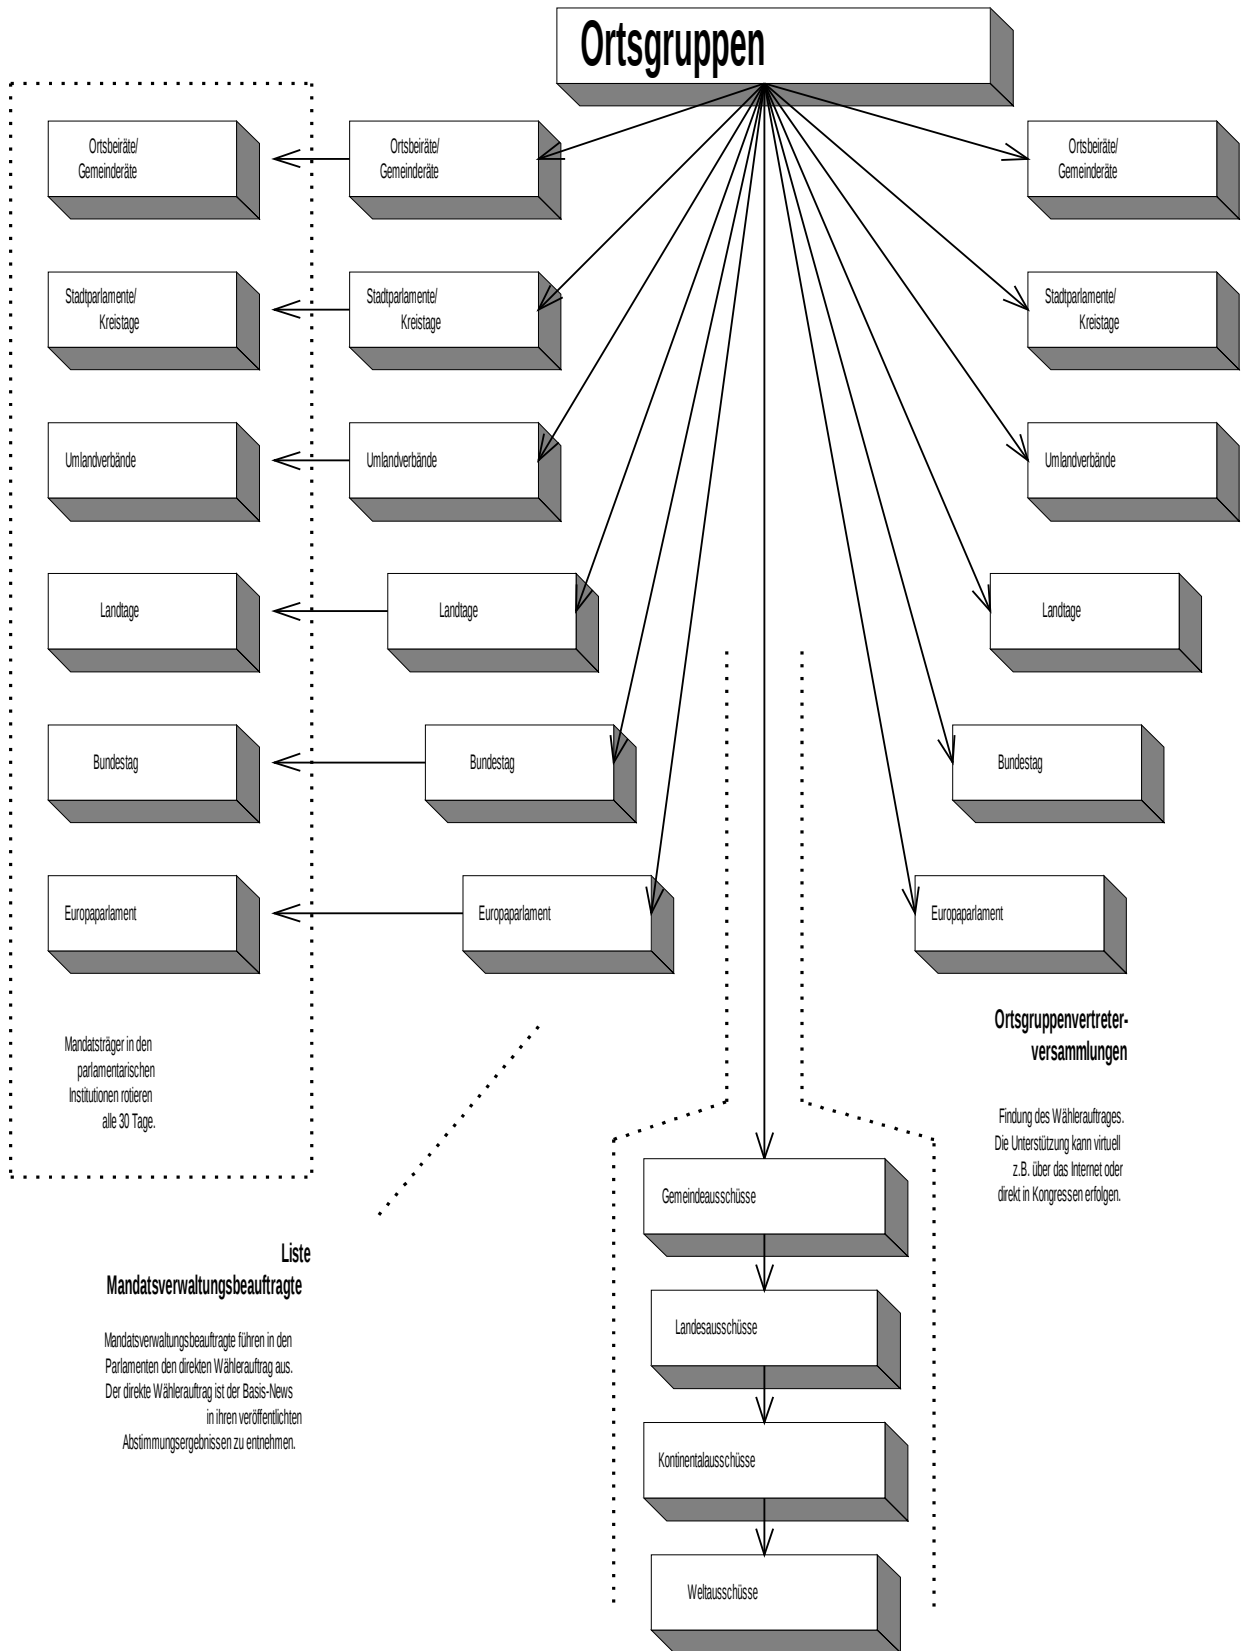 Ortsgruppen
Ortsbeiräte/
Gemeinderäte
Ortsbeiräte/
Gemeinderäte
Ortsbeiräte/
Gemeinderäte
Stadtparlamente/
Kreistage
Stadtparlamente/
Kreistage
Stadtparlamente/
Kreistage
Umlandverbände
Umlandverbände
Umlandverbände
Landtage
Landtage
Landtage
Bundestag
Bundestag
Bundestag
Europaparlament
Europaparlament
Europaparlament
Mandatsträger in den
parlamentarischen
Institutionen rotieren
alle 30 Tage.
Ortsgruppenvertreter-
versammlungen
Findung des Wählerauftrages.
Die Unterstützung kann virtuell
z.B. über das Internet oder
direkt in Kongressen erfolgen.
Liste
Mandatsverwaltungsbeauftragte
Mandatsverwaltungsbeauftragte führen in den
Parlamenten den direkten Wählerauftrag aus.
Der direkte Wählerauftrag ist der Basis-News
in ihren veröffentlichten
Abstimmungsergebnissen zu entnehmen.
Gemeindeausschüsse
Landesausschüsse
Kontinentalausschüsse
Weltausschüsse